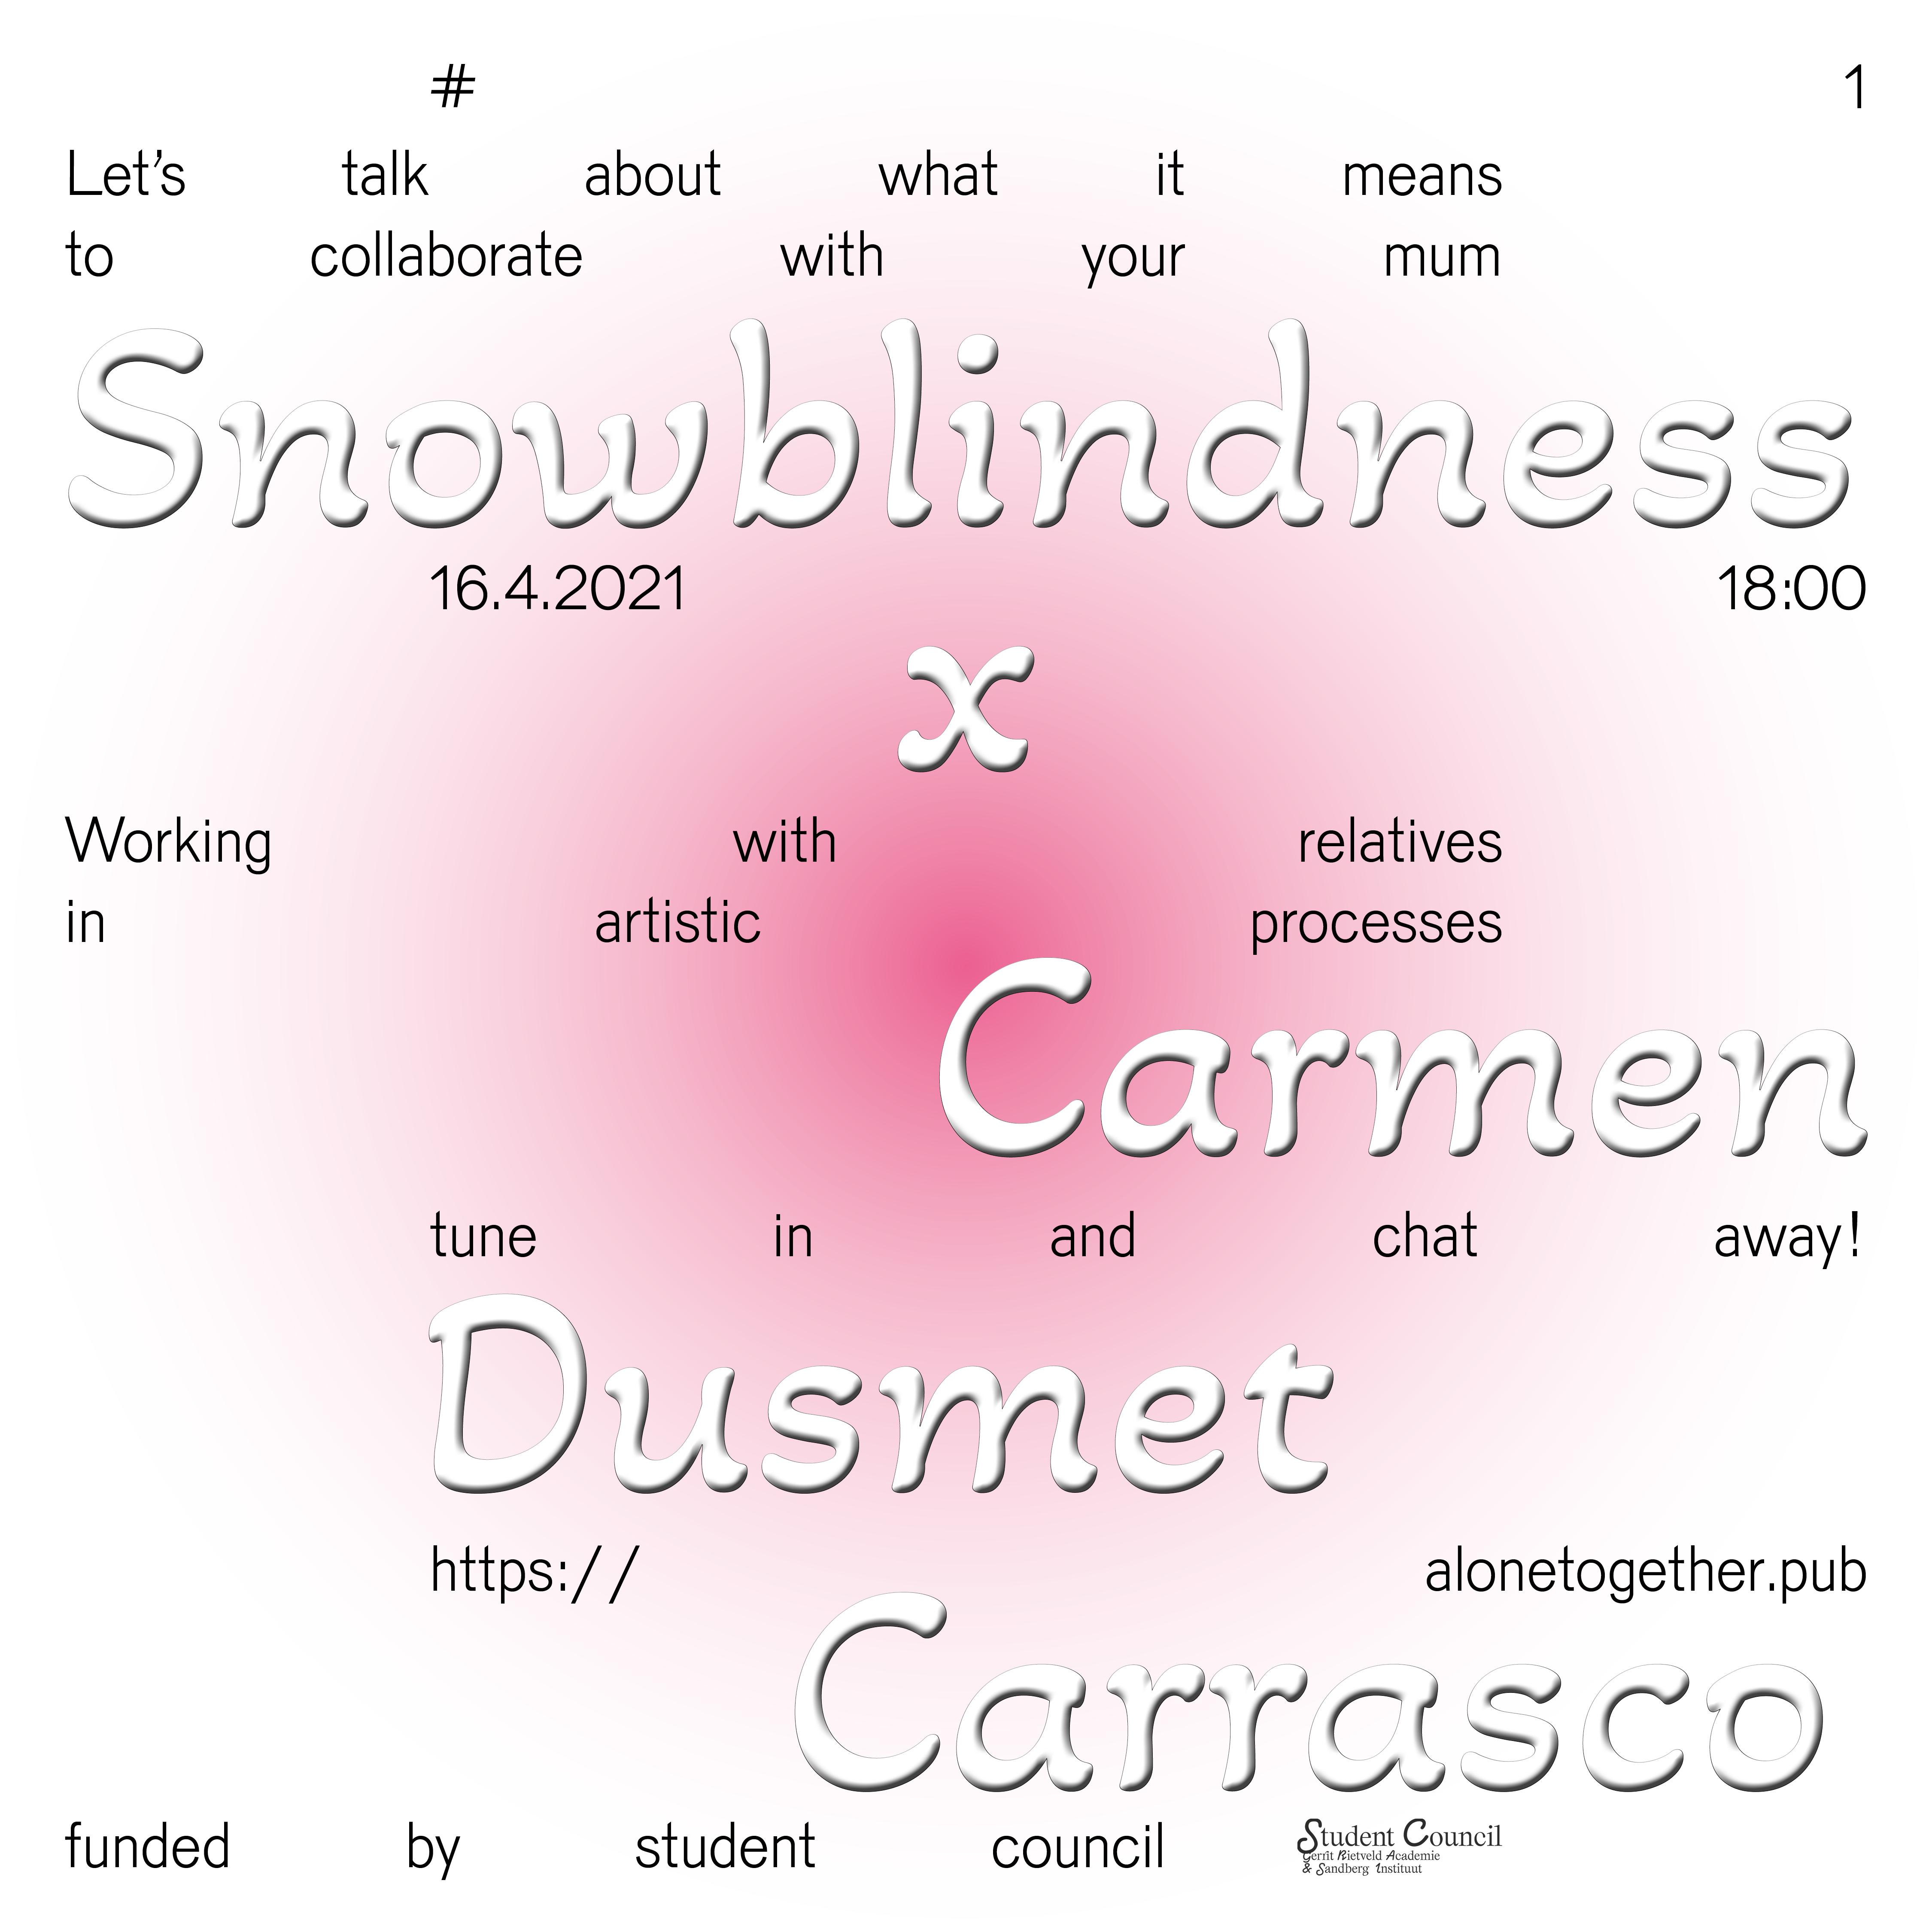 # 1
Let’s talk about what it means
to collaborate with your mum
Snowblindness
16.4.2021 18:00
x
Working with relatives
in artistic processes
Carmen
tune in and chat away!
Dusmet
https:// alonetogether.pub
Carrasco
funded by student council
Student Council
Gerrit Rietveld Academie
& Sandberg Instituut